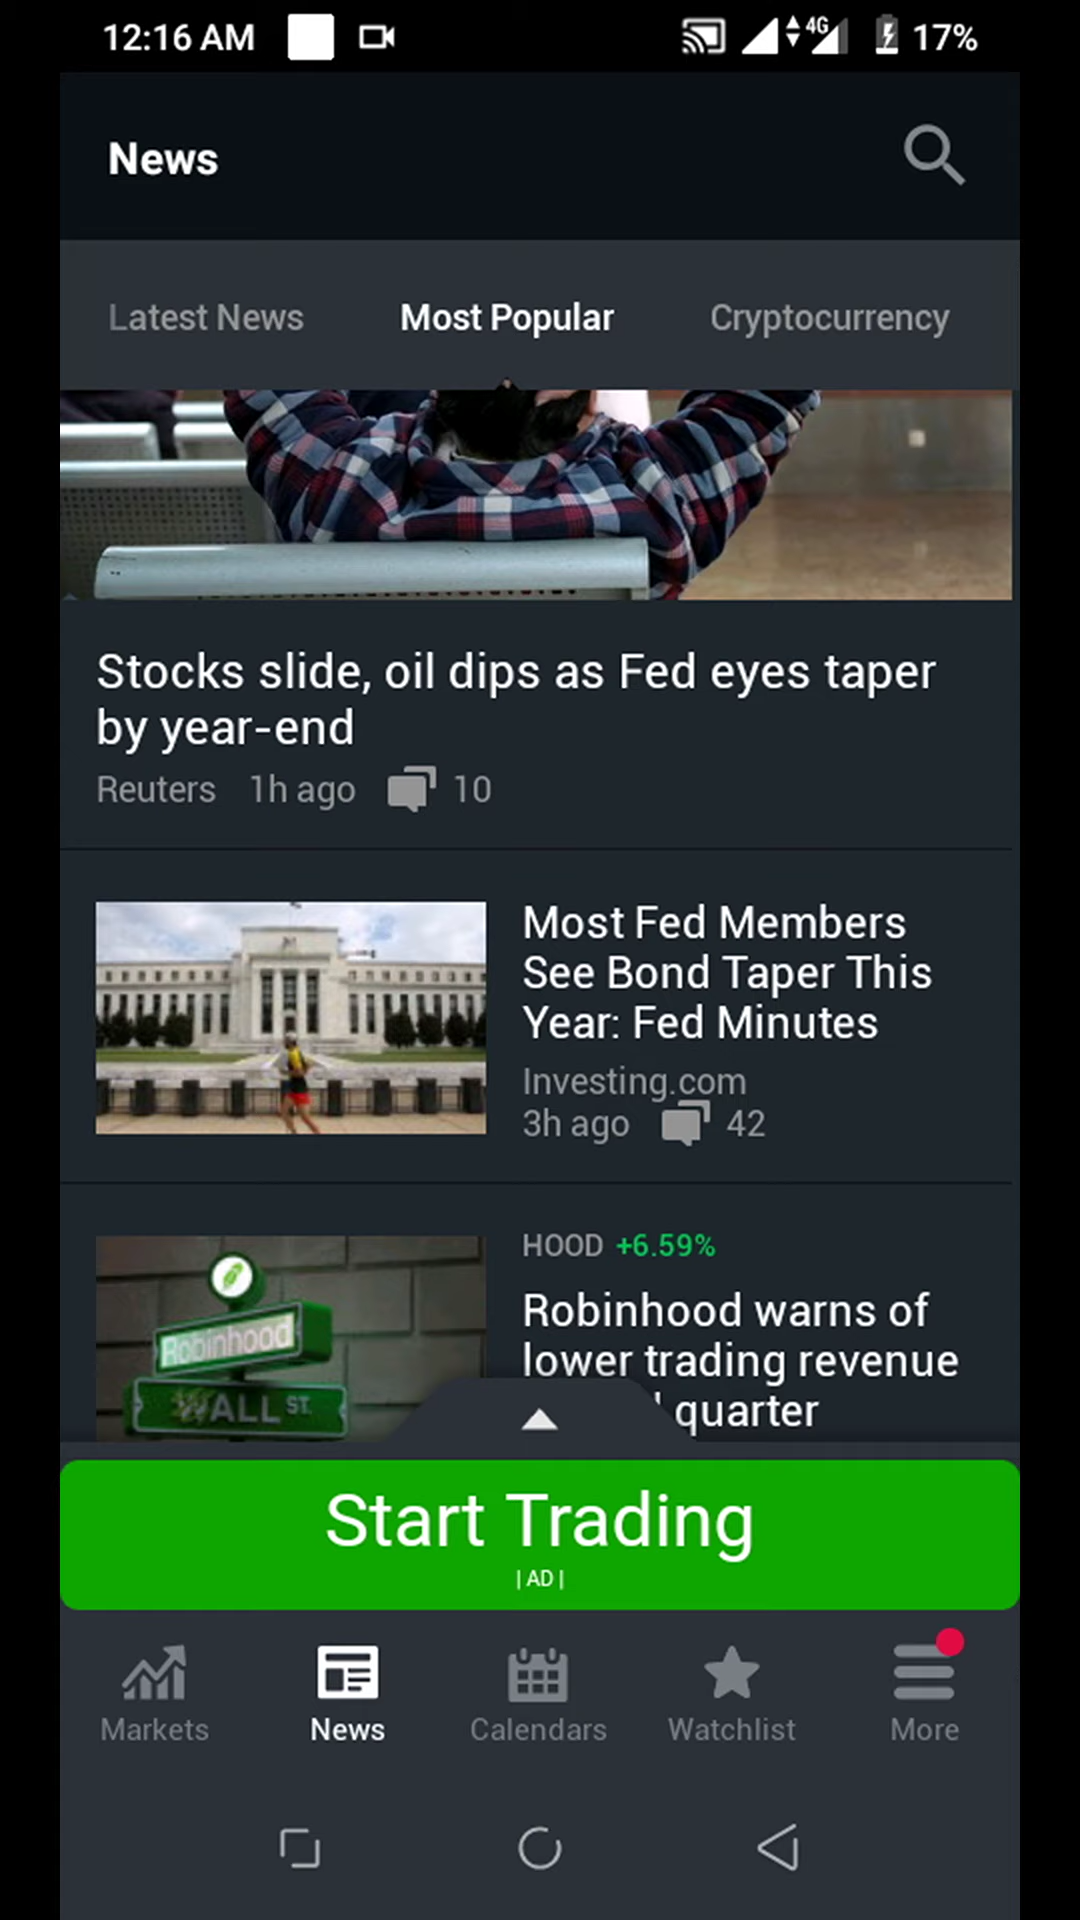 12:16 AM 4G 17%
News
Latest News Most Popular Cryptocurrency
Stocks slide, oil dips as Fed eyes taper
by year-end
Reuters 1h ago 10
Most Fed Members
See Bond Taper This
Year: Fed Minutes
Investing.com
3h ago 42
HOOD +6.59%
Robinhood warns of
lower trading revenue
quarter
Robinhood
WALL ST.
Start Trading
| AD |
Markets News Calendars Watchlist More